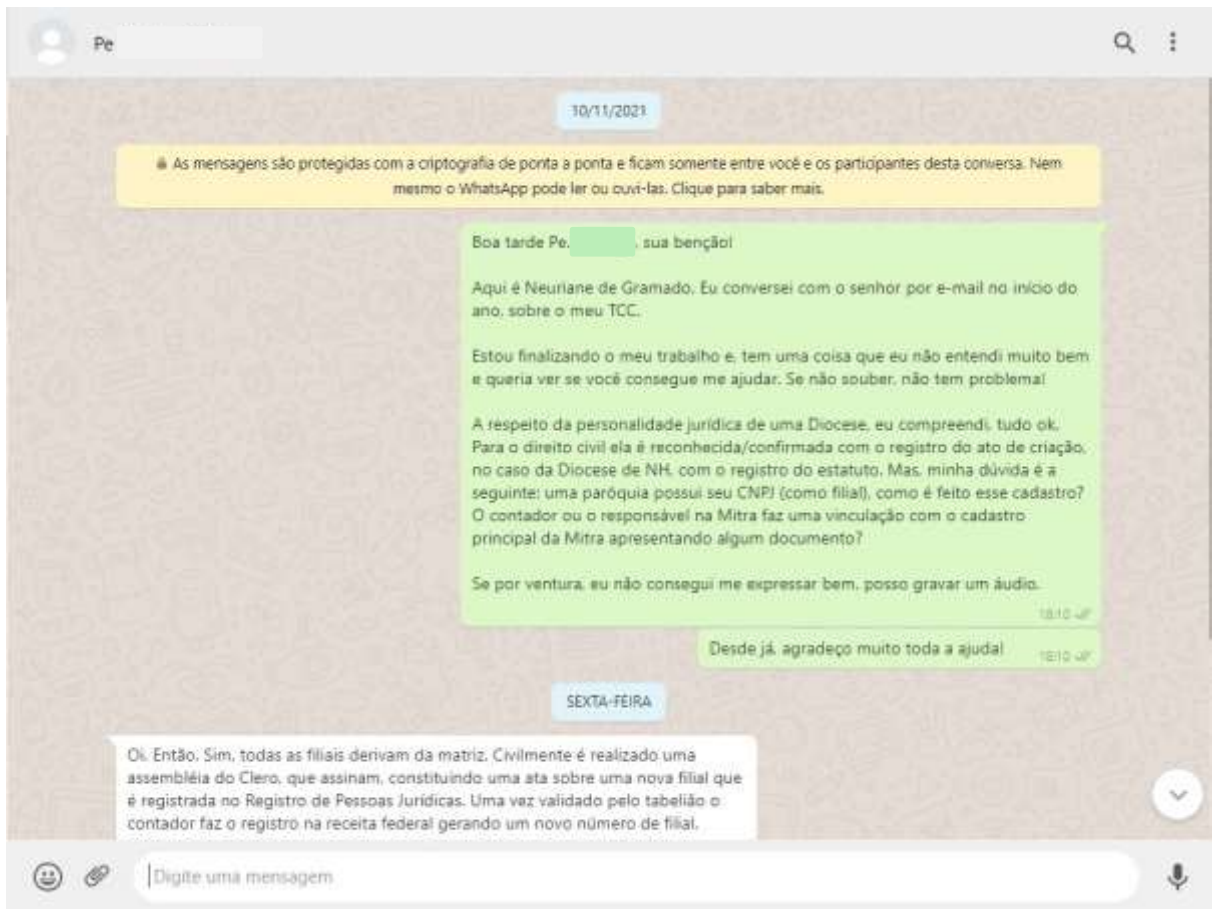 Pe
10/11/2021
As mensagens são protegidas com a criptografia de ponta a ponta e ficam somente entre você e os participantes desta conversa. Nem
mesmo o WhatsApp pode ler ou ouvi-las. Clique para saber mais.
Boa tarde Pe. , sua benção!
Aqui é Neuriane de Gramado. Eu conversei com o senhor por e-mail no início do
ano, sobre o meu TCC.
Estou finalizando o meu trabalho e, tem uma coisa que eu não entendi muito bem
e queria ver se você consegue me ajudar. Se não souber, não tem problema!
A respeito da personalidade jurídica de uma Diocese, eu compreendi, tudo ok.
Para o direito civil ela é reconhecida/confirmada com o registro do ato de criação,
no caso da Diocese de NH, com o registro do estatuto. Mas, minha dúvida é a
seguinte: uma paróquia possui seu CNPJ (como filial), como é feito esse cadastro?
O contador ou o responsável na Mitra faz uma vinculação com o cadastro
principal da Mitra apresentando algum documento?
Se por ventura, eu não consegui me expressar bem, posso gravar um áudio.
18:10
Desde já, agradeço muito toda a ajuda!
18:10
SEXTA-FEIRA
Oi. Então. Sim, todas as filiais derivam da matriz. Civilmente é realizado uma
assembléia do Clero, que assinam, constituindo uma ata sobre uma nova filial que
é registrada no Registro de Pessoas Jurídicas. Uma vez validado pelo tabelião o
contador faz o registro na receita federal gerando um novo número de filial.
Digite uma mensagem